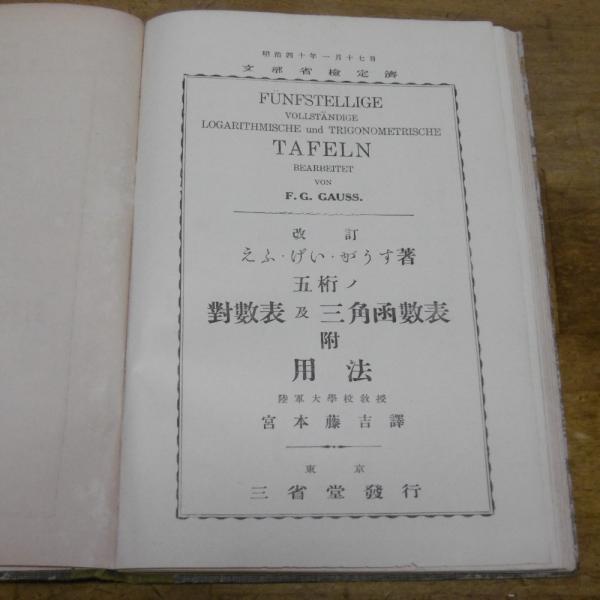 明治四十年一月十七日
文部省檢定濟
FÜNFSTELLIGE
VOLLSTÄNDIGE
LOGARITHMISCHE und TRIGONOMETRISCHE
TAFELN
BEARBEITET
VON
F. G. GAUSS.
改訂
えふ・げい・がうす著
五桁ノ
對數表及三角函數表
附
用法
陸軍大學校敎授
宮本藤吉譯
東京
三省堂發行